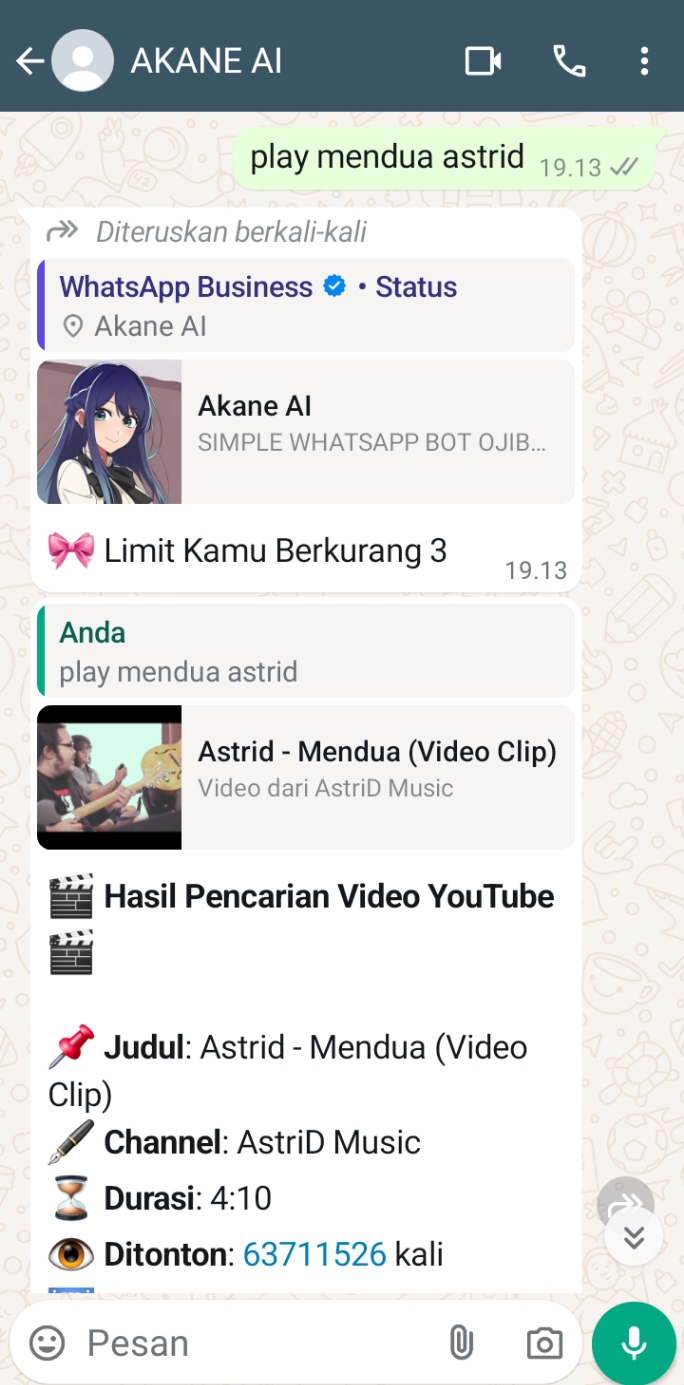 AKANE AI
play mendua astrid 19.13
Diteruskan berkali-kali
WhatsApp Business • Status
Akane AI
Akane AI
SIMPLE WHATSAPP BOT OJIB...
🎀 Limit Kamu Berkurang 3
19.13
Anda
play mendua astrid
Astrid - Mendua (Video Clip)
Video dari AstriD Music
🎬 Hasil Pencarian Video YouTube
🎬
📌 Judul: Astrid - Mendua (Video
Clip)
🖋️ Channel: AstriD Music
⏳ Durasi: 4:10
👁️ Ditonton: 63711526 kali
Pesan